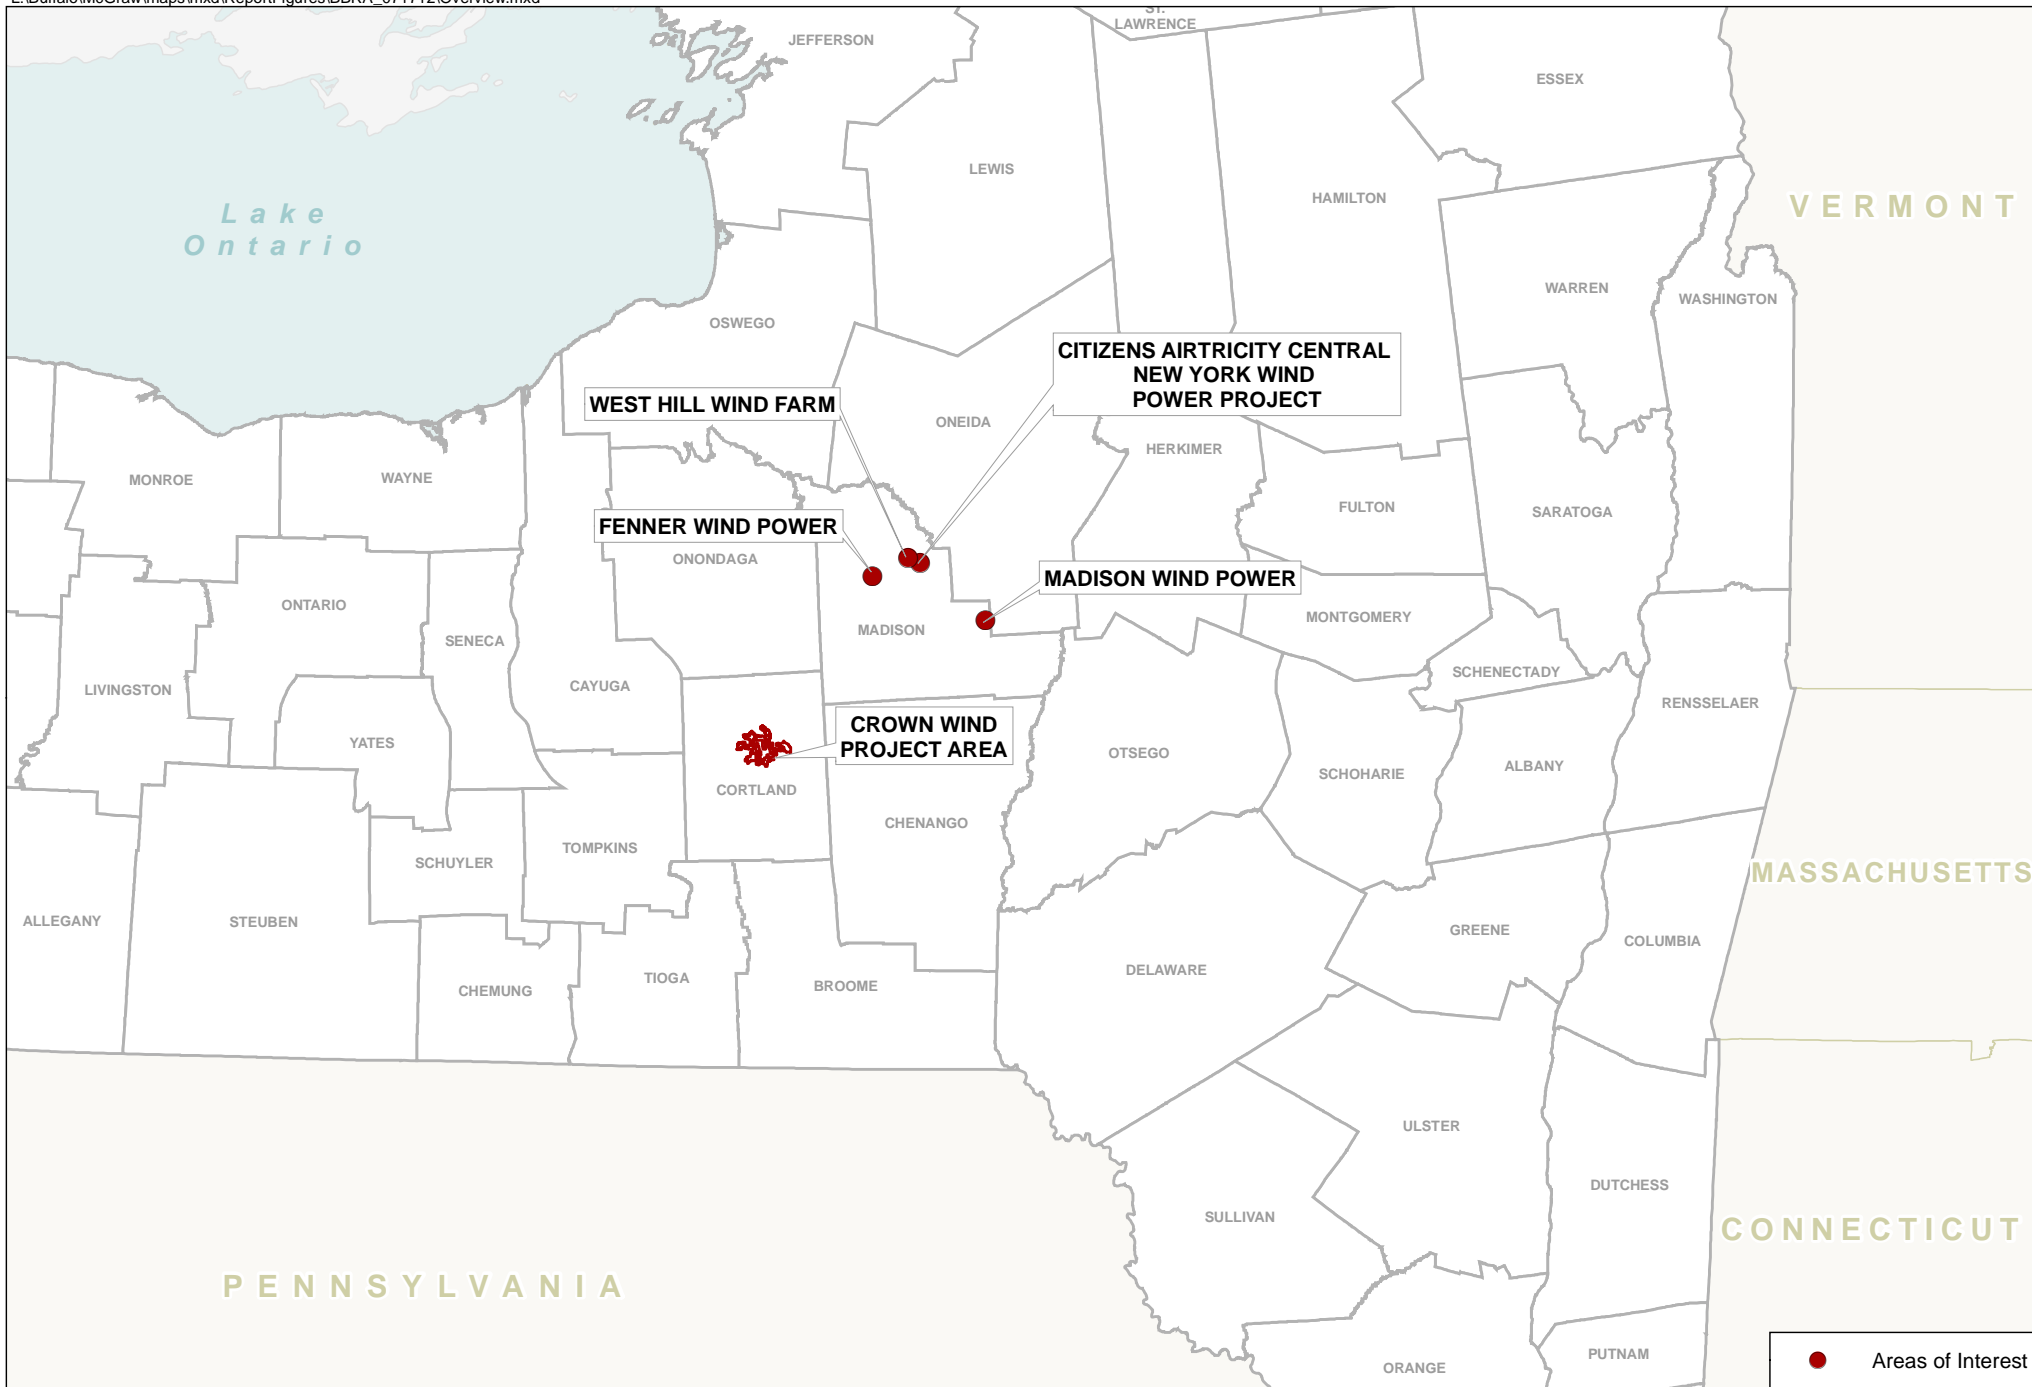 ST.
LAWRENCE
JEFFERSON
ESSEX
LEWIS
HAMILTON
VERMONT
Lake
Ontario
WARREN
WASHINGTON
OSWEGO
CITIZENS AIRTRICITY CENTRAL
NEW YORK WIND
POWER PROJECT
WEST HILL WIND FARM
ONEIDA
HERKIMER
MONROE
WAYNE
FULTON
SARATOGA
FENNER WIND POWER
ONONDAGA
MADISON WIND POWER
ONTARIO
MONTGOMERY
MADISON
SENECA
SCHENECTADY
LIVINGSTON
CAYUGA
RENSSELAER
CROWN WIND
PROJECT AREA
YATES
OTSEGO
SCHOHARIE
ALBANY
CORTLAND
CHENANGO
TOMPKINS
SCHUYLER
MASSACHUSETTS
ALLEGANY
STEUBEN
GREENE
COLUMBIA
DELAWARE
TIOGA
BROOME
CHEMUNG
ULSTER
DUTCHESS
SULLIVAN
CONNECTICUT
PENNSYLVANIA
PUTNAM
ORANGE
Areas of Interest